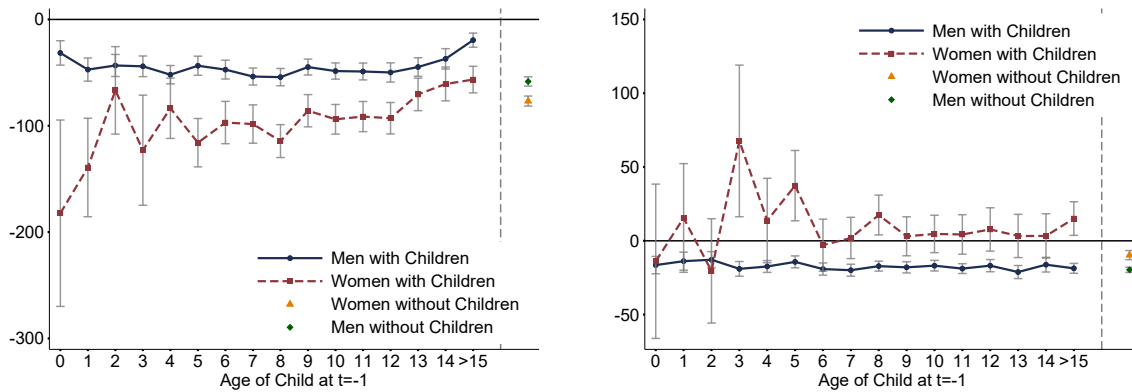 0
-100
-200
-300
Men with Children
Women with Children
Women without Children
Men without Children
0 1 2 3 4 5 6 7 8 9 10 11 12 13 14 >15
Age of Child at t=-1
150
100
50
0
-50
Men with Children
Women with Children
Women without Children
Men without Children
0 1 2 3 4 5 6 7 8 9 10 11 12 13 14 >15
Age of Child at t=-1